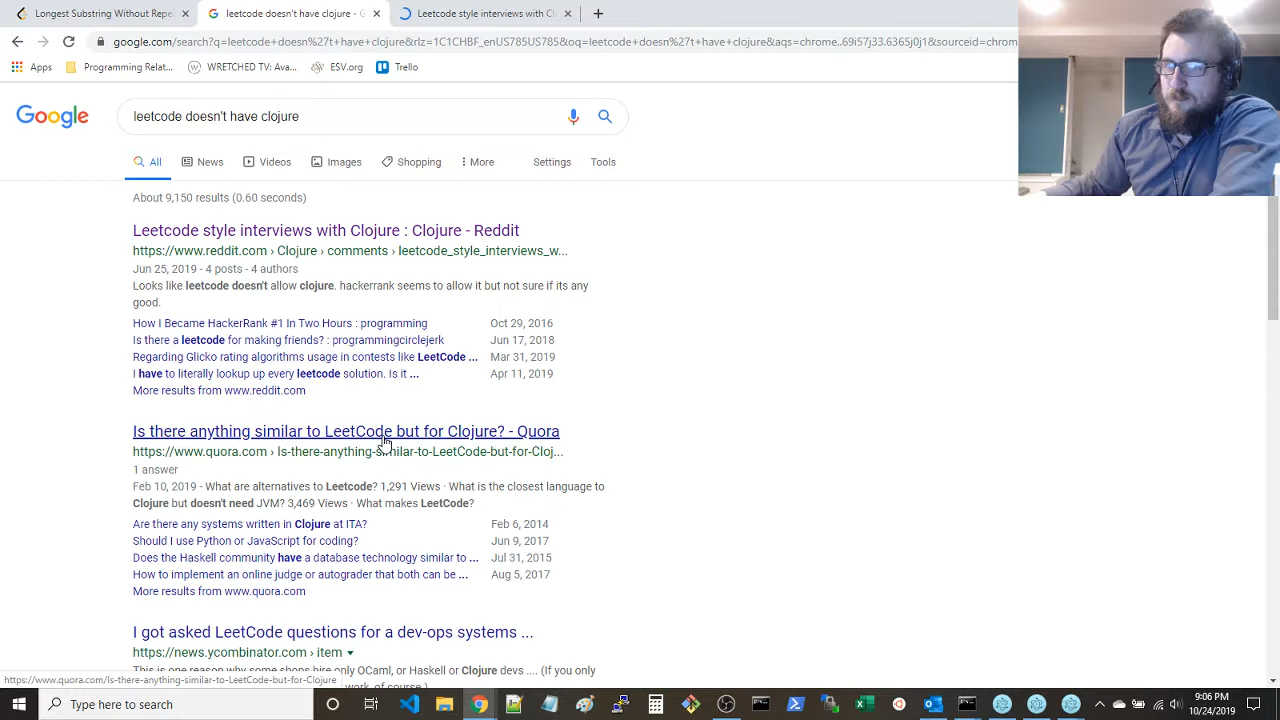 Longest Substring Without Repe
leetcode doesn't have clojure - G
Leetcode style interviews with Cl
google.com/search?q=leetcode+doesn%27t+have+clojure&rlz=1C1CHBF_enUS785US785&oq=leetcode+doesn%27t+have+clojure&aqs=chrome..69i57j33.6365j0j1&sourceid=chrom
Apps
Programming Relat...
WRETCHED TV: Ava...
ESV.org
Trello
Google
leetcode doesn't have clojure
All
News
Videos
Images
Shopping
More
Settings
Tools
About 9,150 results (0.60 seconds)
Leetcode style interviews with Clojure : Clojure - Reddit
https://www.reddit.com › Clojure › comments › leetcode_style_interviews_w...
Jun 25, 2019 - 4 posts - 4 authors
Looks like leetcode doesn't allow clojure. hackerrank seems to allow it but not sure if its any
good.
How I Became HackerRank #1 In Two Hours : programming Oct 29, 2016
Is there a leetcode for making friends? : programmingcirclejerk Jun 17, 2018
Regarding Glicko rating algorithms usage in contests like LeetCode ... Mar 31, 2019
I have to literally lookup up every leetcode solution. Is it ... Apr 11, 2019
More results from www.reddit.com
Is there anything similar to LeetCode but for Clojure? - Quora
https://www.quora.com › Is-there-anything-similar-to-LeetCode-but-for-Cloj...
1 answer
Feb 10, 2019 - What are alternatives to Leetcode? 1,291 Views · What is the closest language to
Clojure but doesn't need JVM? 3,469 Views · What makes LeetCode?
Are there any systems written in Clojure at ITA? Feb 6, 2014
Should I use Python or JavaScript for coding? Jun 9, 2017
Does the Haskell community have a database technology similar to ... Jul 31, 2015
How to implement an online judge or autograder that both can be ... Aug 5, 2017
More results from www.quora.com
I got asked LeetCode questions for a dev-ops systems ...
https://news.ycombinator.com › item
This is one reason why some shops hire only OCaml, or Haskell or Clojure devs .... (If you only
work, of course.)
https://www.quora.com/Is-there-anything-similar-to-LeetCode-but-for-Clojure
Type here to search
9:06 PM
10/24/2019